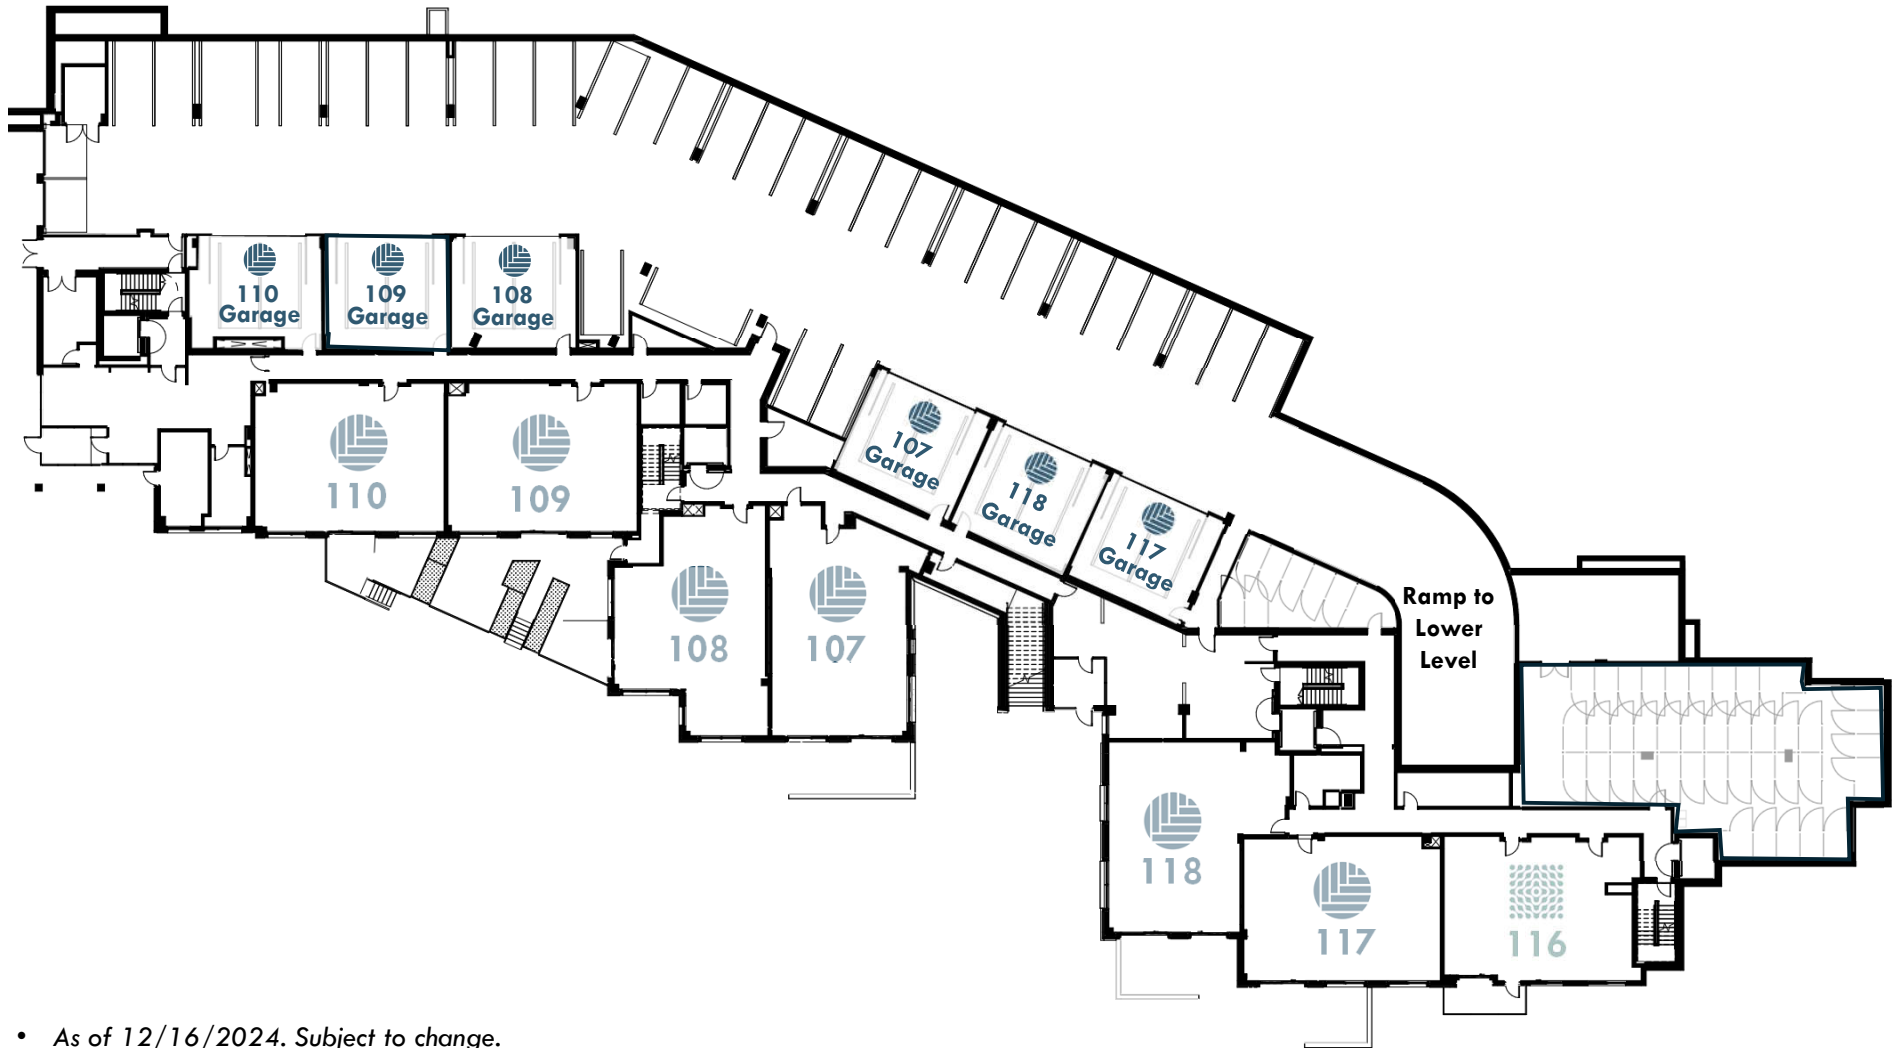 110
Garage
109
Garage
108
Garage
107
Garage
118
Garage
117
Garage
110
109
108
107
Ramp to
Lower
Level
118
117
116
• As of 12/16/2024. Subject to change.